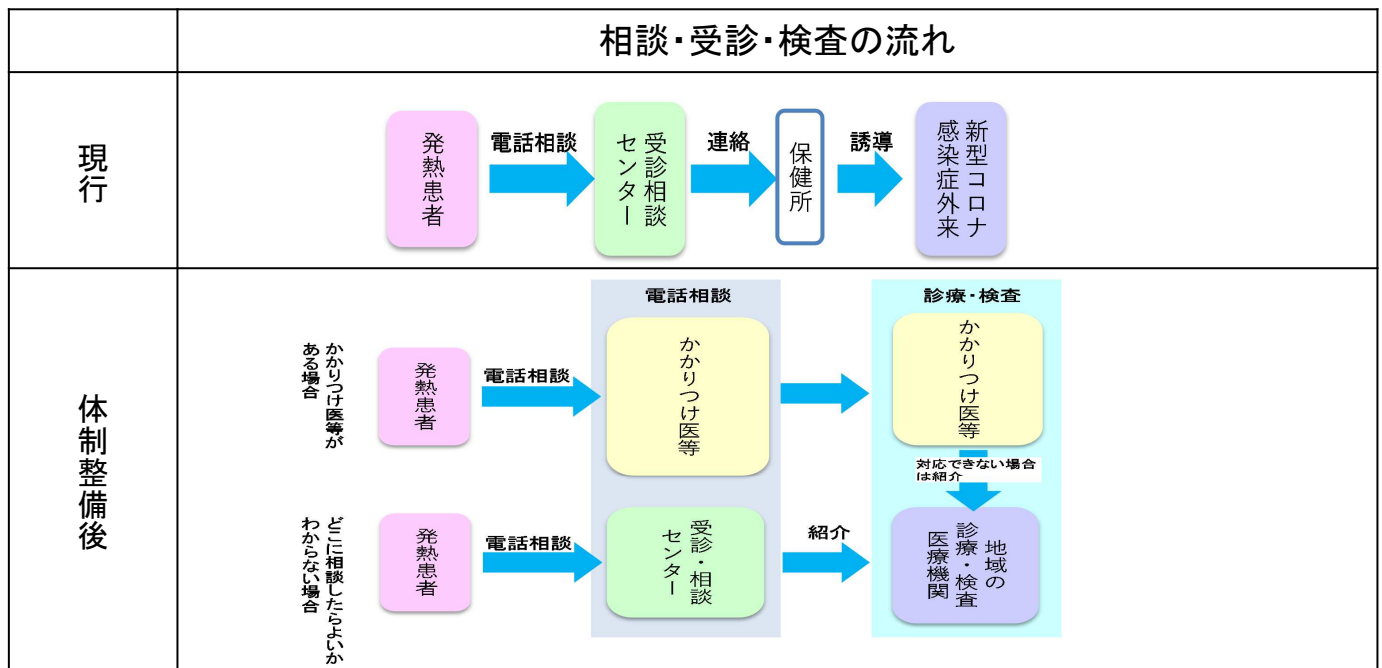 相談・受診・検査の流れ
現行
発熱患者
電話相談
受診相談
センター
連絡
保健所
誘導
新型コロナ
感染症外来
体制整備後
電話相談
診療・検査
かかりつけ医等が
ある場合
発熱患者
電話相談
かかりつけ医等
かかりつけ医等
対応できない場合
は紹介
どこに相談したらよいか
わからない場合
発熱患者
電話相談
受診・相談
センター
紹介
地域の
診療・検査
医療機関